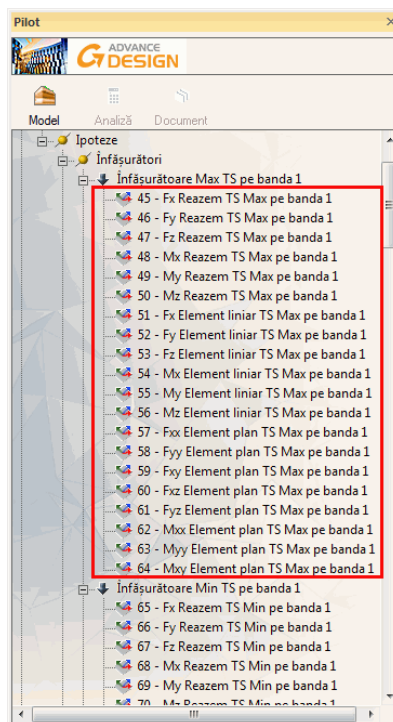 Pilot
ADVANCE
DESIGN
Model Analiză Document
Ipoteze
Înfășurători
Înfășurătoare Max TS pe banda 1
45 - Fx Reazem TS Max pe banda 1
46 - Fy Reazem TS Max pe banda 1
47 - Fz Reazem TS Max pe banda 1
48 - Mx Reazem TS Max pe banda 1
49 - My Reazem TS Max pe banda 1
50 - Mz Reazem TS Max pe banda 1
51 - Fx Element liniar TS Max pe banda 1
52 - Fy Element liniar TS Max pe banda 1
53 - Fz Element liniar TS Max pe banda 1
54 - Mx Element liniar TS Max pe banda 1
55 - My Element liniar TS Max pe banda 1
56 - Mz Element liniar TS Max pe banda 1
57 - Fxx Element plan TS Max pe banda 1
58 - Fyy Element plan TS Max pe banda 1
59 - Fxy Element plan TS Max pe banda 1
60 - Fxz Element plan TS Max pe banda 1
61 - Fyz Element plan TS Max pe banda 1
62 - Mxx Element plan TS Max pe banda 1
63 - Myy Element plan TS Max pe banda 1
64 - Mxy Element plan TS Max pe banda 1
Înfășurătoare Min TS pe banda 1
65 - Fx Reazem TS Min pe banda 1
66 - Fy Reazem TS Min pe banda 1
67 - Fz Reazem TS Min pe banda 1
68 - Mx Reazem TS Min pe banda 1
69 - My Reazem TS Min pe banda 1
70 - Mz Reazem TS Min pe banda 1